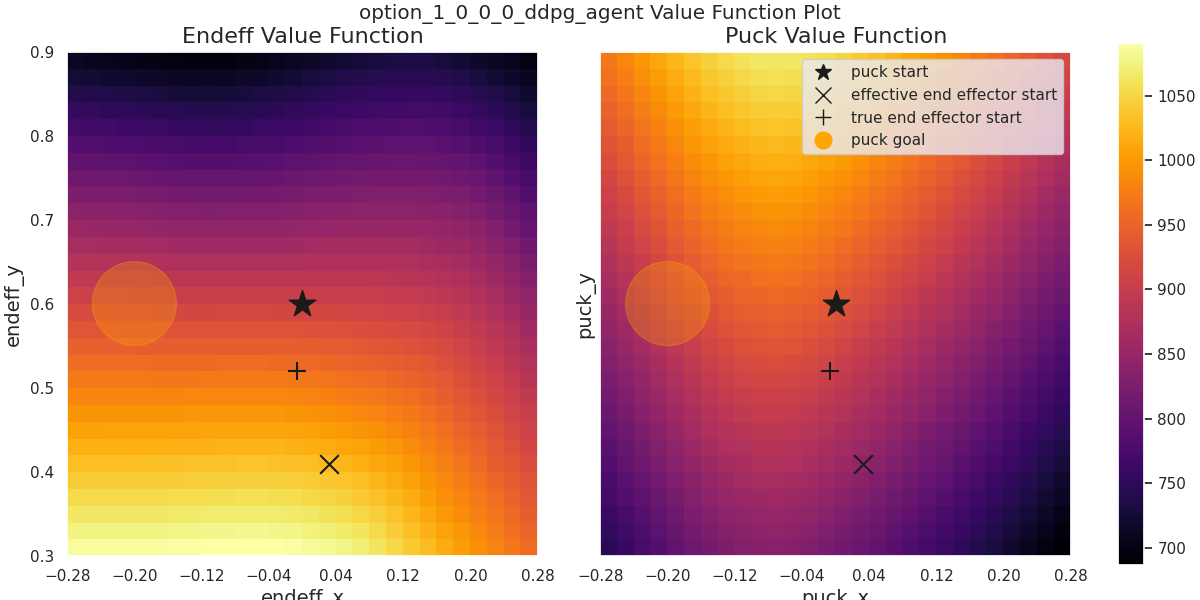 option_1_0_0_0_ddpg_agent Value Function Plot
Endeff Value Function
Puck Value Function
puck start
effective end effector start
true end effector start
puck goal
endeff_y
0.9
0.8
0.7
0.6
0.5
0.4
0.3
−0.28 −0.20 −0.12 −0.04 0.04 0.12 0.20 0.28
endeff_x
puck_y
−0.28 −0.20 −0.12 −0.04 0.04 0.12 0.20 0.28
puck_x
1050
1000
950
900
850
800
750
700